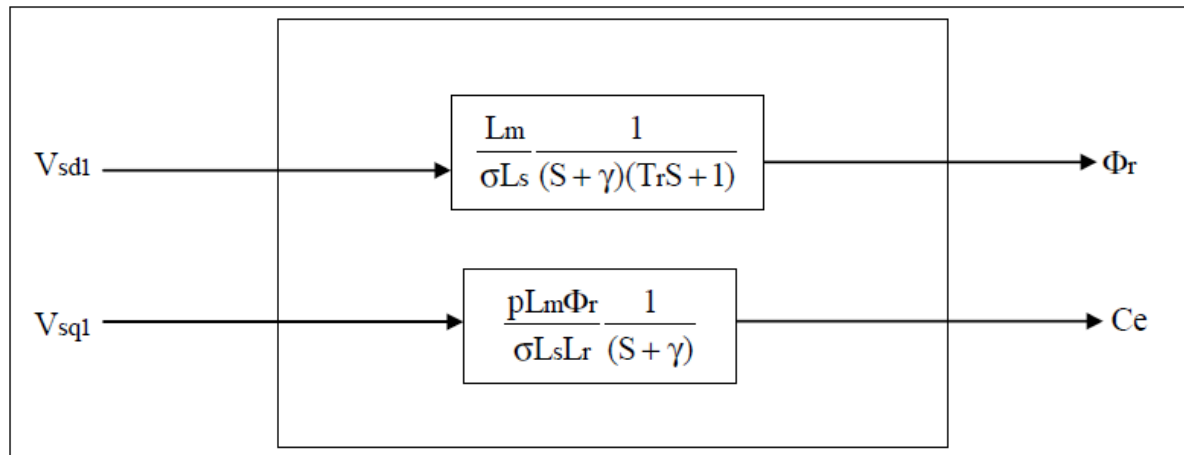 Vsd1
Lm 1
σLs (S + γ)(TrS + 1)
Φr
Vsq1
pLmΦr 1
σLsLr (S + γ)
Ce